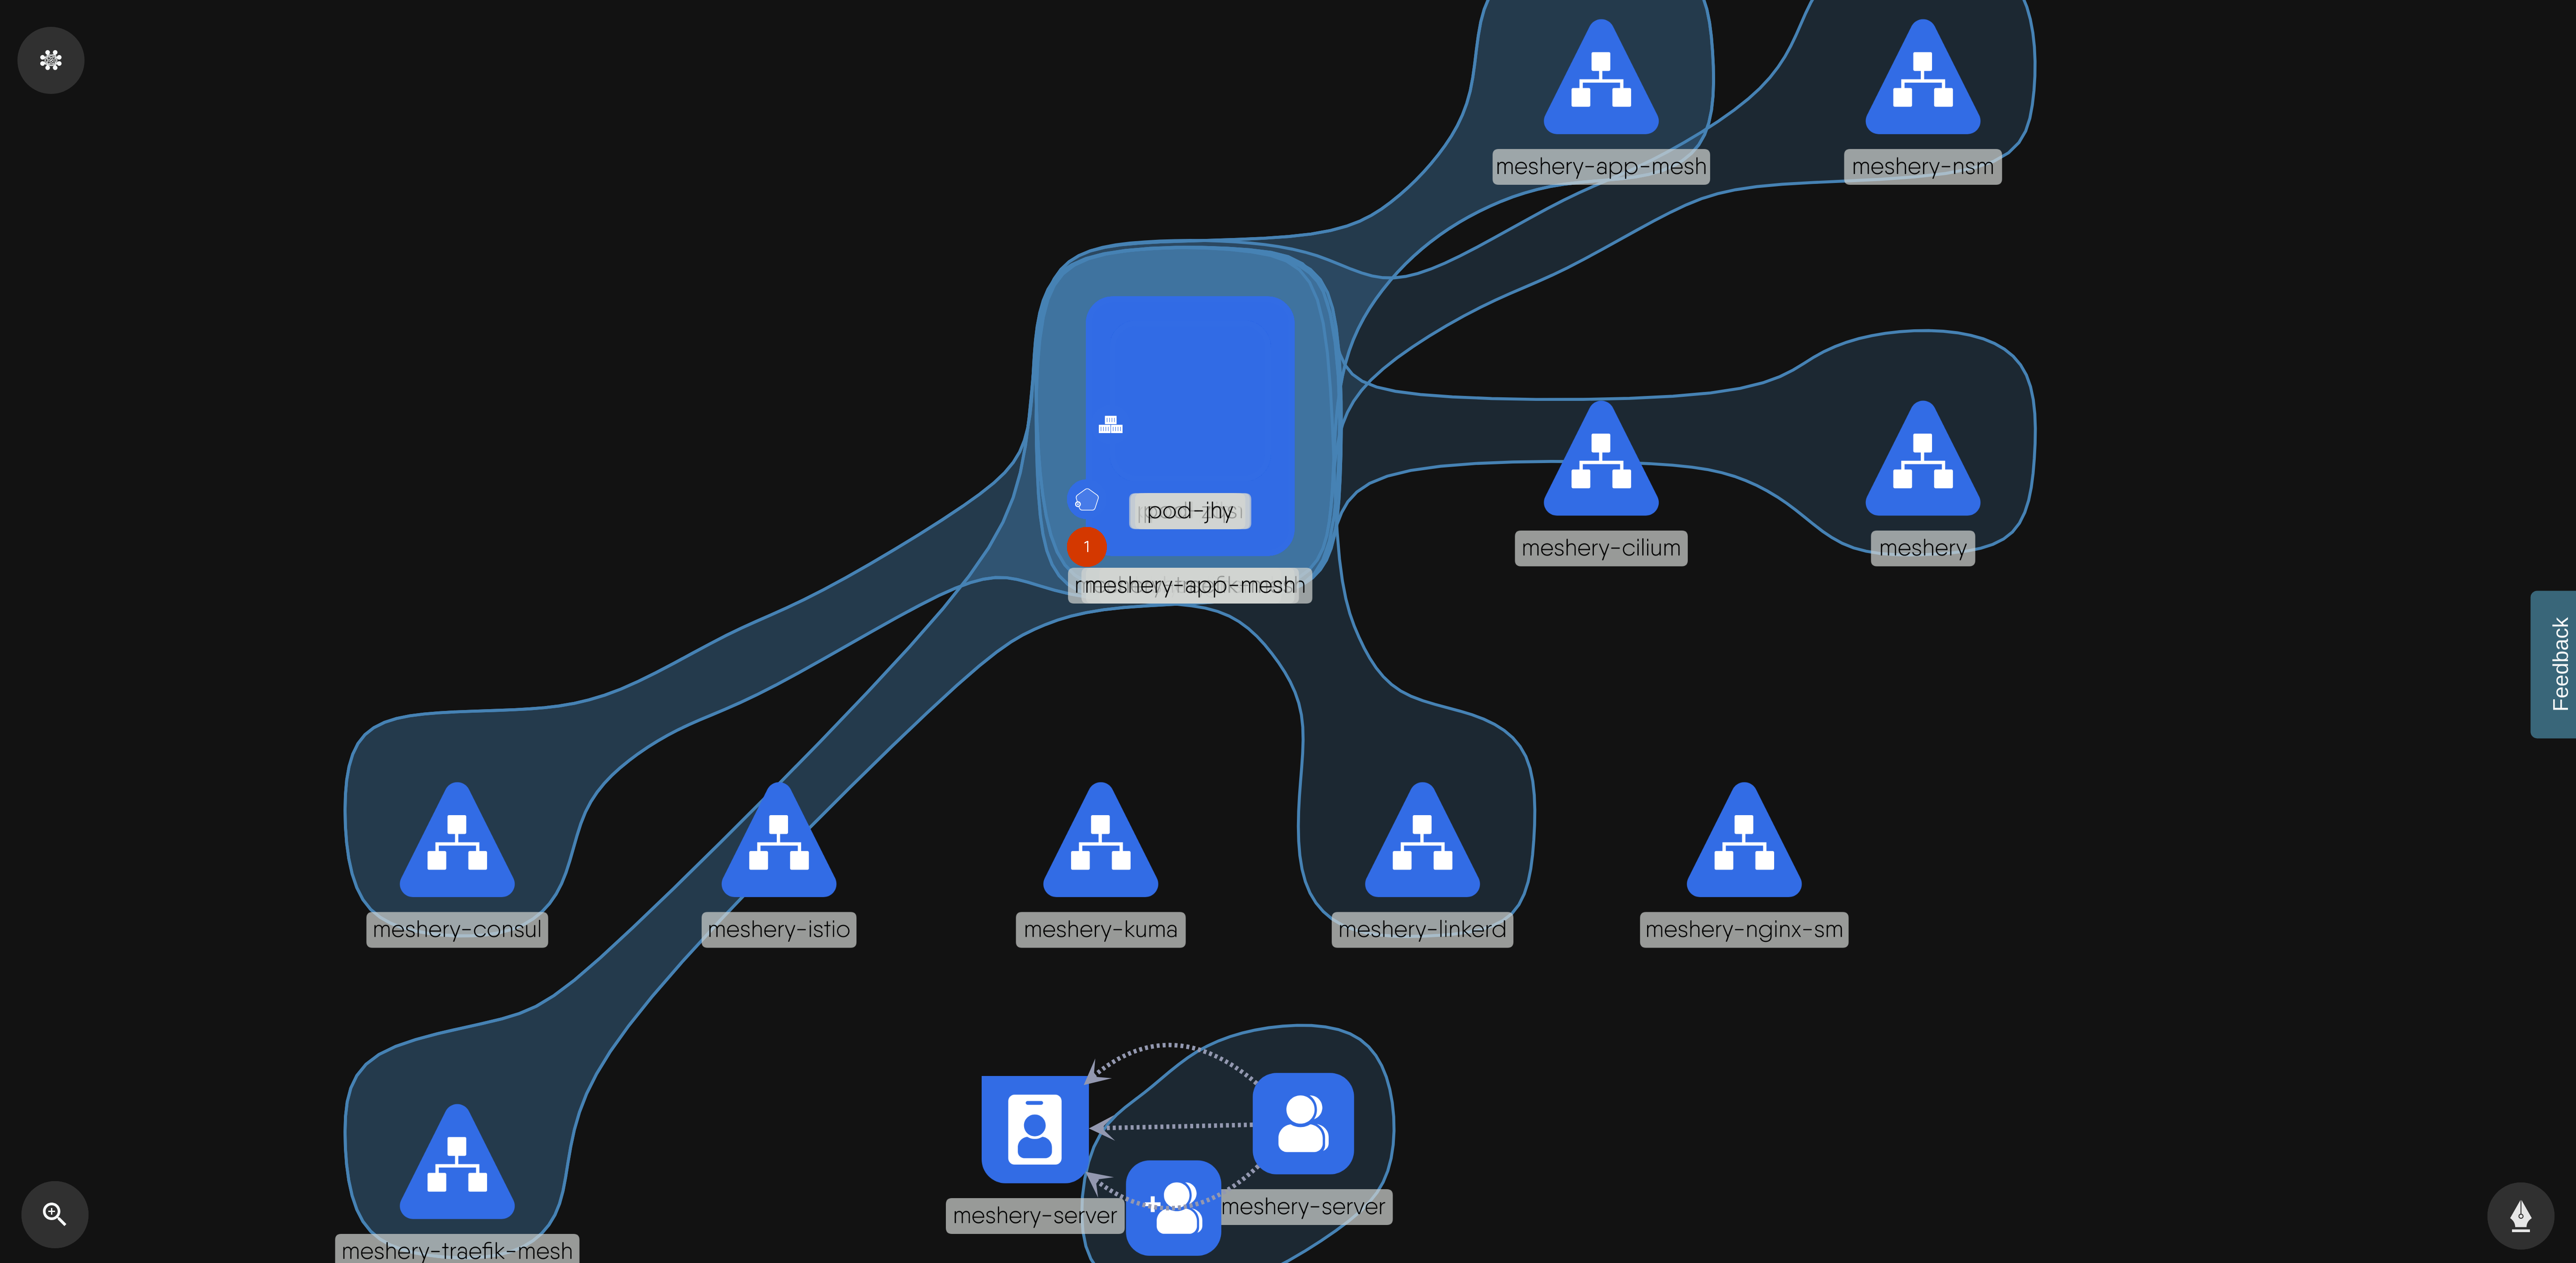 meshery-app-mesh
meshery-nsm
pod-jhy
1
meshery-app-mesh
meshery-cilium
meshery
Feedback
meshery-consul
meshery-istio
meshery-kuma
meshery-linkerd
meshery-nginx-sm
meshery-server
meshery-server
meshery-traefik-mesh